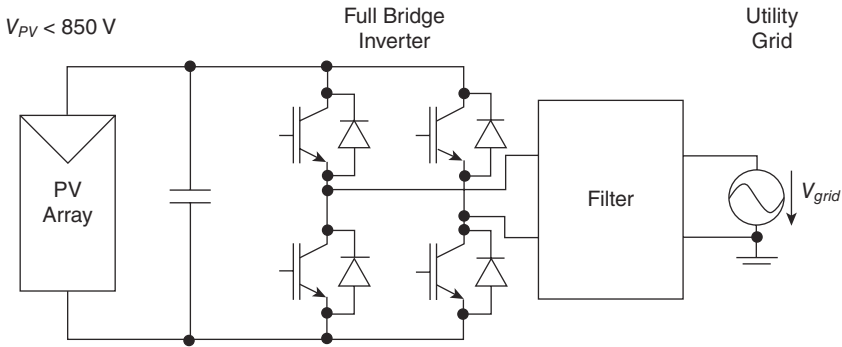 V_PV < 850 V
Full Bridge
Inverter
Utility
Grid
PV
Array
Filter
V_grid